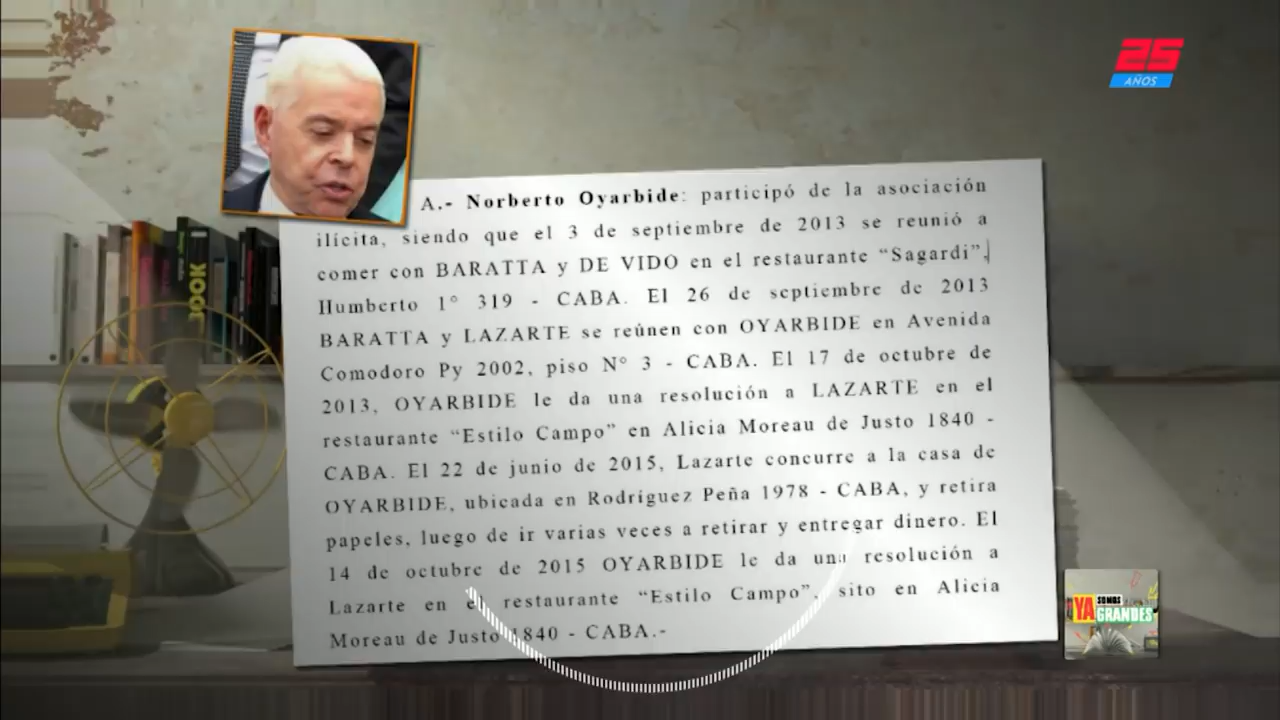 25
AÑOS
A.- Norberto Oyarbide: participó de la asociación
ilícita, siendo que el 3 de septiembre de 2013 se reunió a
comer con BARATTA y DE VIDO en el restaurante “Sagardi”,
Humberto 1° 319 - CABA. El 26 de septiembre de 2013
BARATTA y LAZARTE se reúnen con OYARBIDE en Avenida
Comodoro Py 2002, piso N° 3 - CABA. El 17 de octubre de
2013, OYARBIDE le da una resolución a LAZARTE en el
restaurante “Estilo Campo” en Alicia Moreau de Justo 1840 -
CABA. El 22 de junio de 2015, Lazarte concurre a la casa de
OYARBIDE, ubicada en Rodríguez Peña 1978 - CABA, y retira
papeles, luego de ir varias veces a retirar y entregar dinero. El
14 de octubre de 2015 OYARBIDE le da una resolución a
Lazarte en el restaurante “Estilo Campo”, sito en Alicia
Moreau de Justo 1840 - CABA.-
YA SOMOS
GRANDES
BOOK